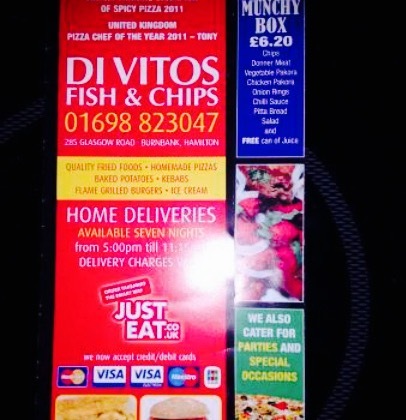 OF SPICY PIZZA 2011
UNITED KINGDOM
PIZZA CHEF OF THE YEAR 2011 – TONY
DI VITOS
FISH & CHIPS
01698 823047
285 GLASGOW ROAD · BURNBANK, HAMILTON
QUALITY FRIED FOODS • HOMEMADE PIZZAS
BAKED POTATOES • KEBABS
FLAME GRILLED BURGERS • ICE CREAM
HOME DELIVERIES
AVAILABLE SEVEN NIGHTS
from 5:00pm till
DELIVERY CHARGES
JUST
EAT.CO.UK
we now accept credit/debit cards
MasterCard VISA VISA Maestro JCB
MUNCHY
BOX
£6.20
Chips
Donner Meat
Vegetable Pakora
Chicken Pakora
Onion Rings
Chilli Sauce
Pitta Bread
Salad
and
FREE can of Juice
WE ALSO
CATER FOR
PARTIES AND
SPECIAL
OCCASIONS